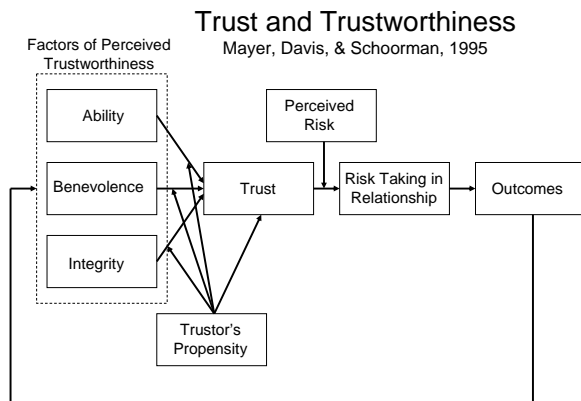 Trust and Trustworthiness
Mayer, Davis, & Schoorman, 1995
Factors of Perceived
Trustworthiness
Ability
Benevolence
Integrity
Trustor's
Propensity
Trust
Perceived
Risk
Risk Taking in
Relationship
Outcomes